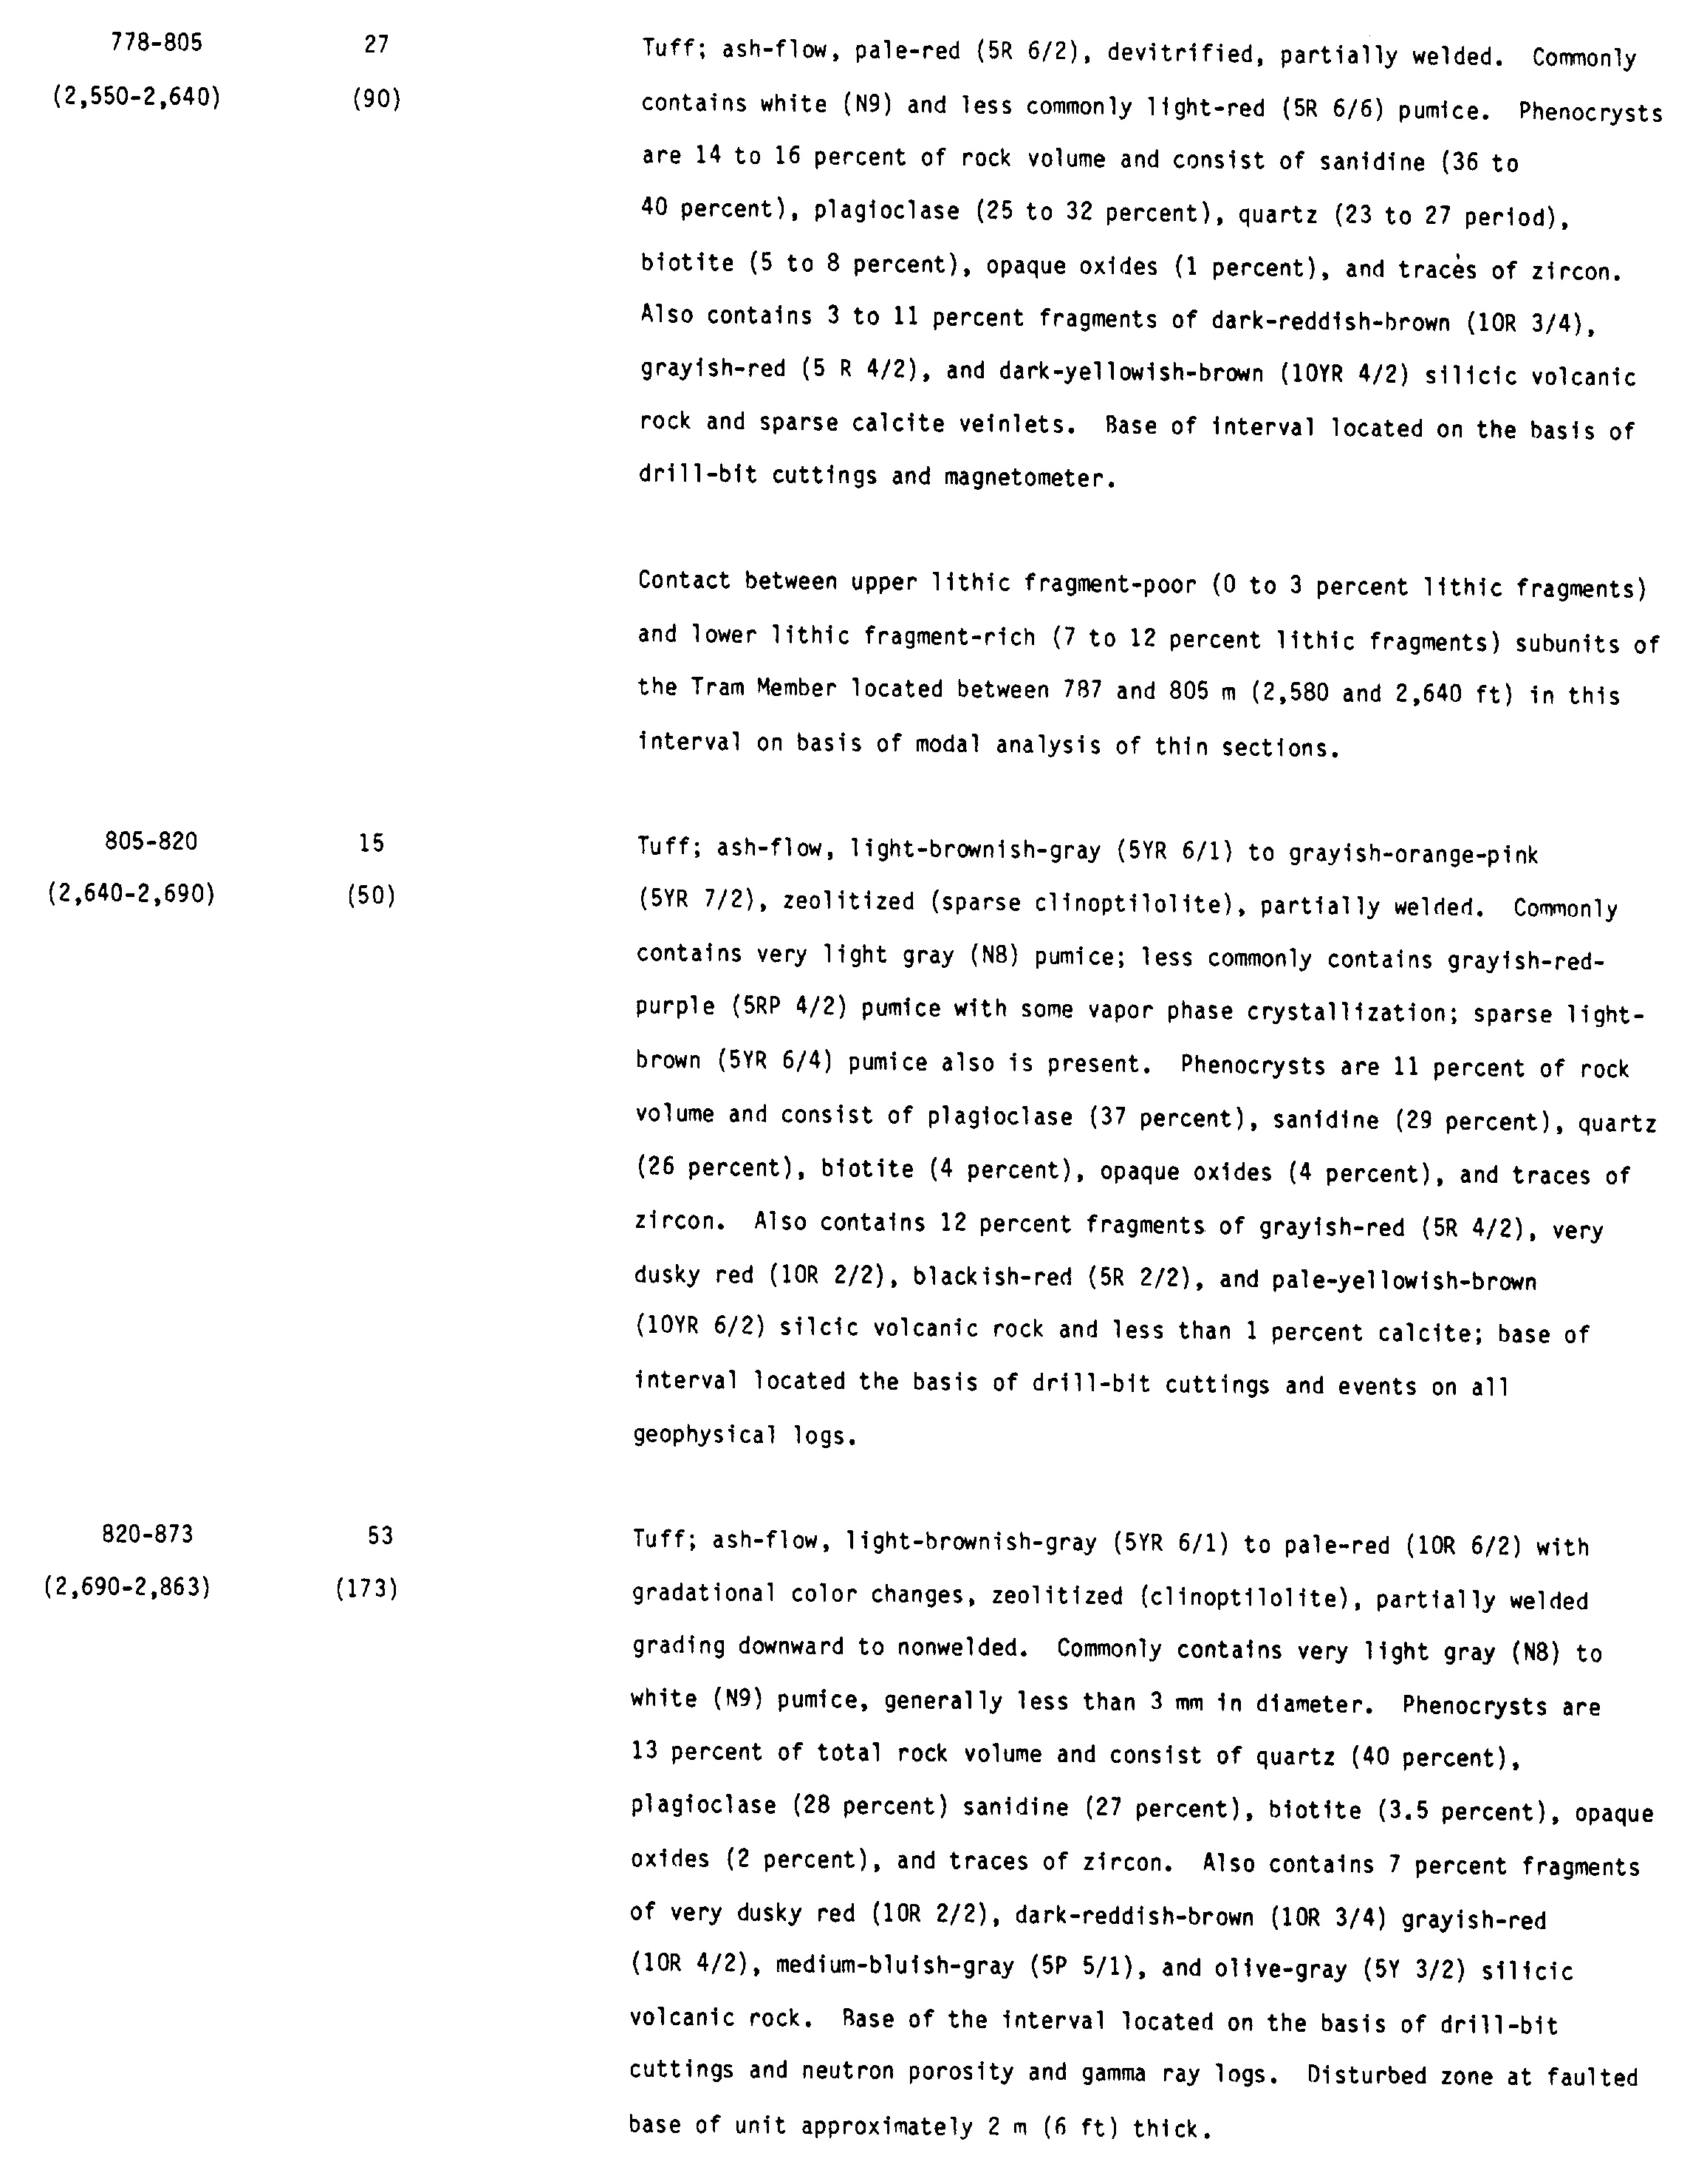 778-805 27 Tuff; ash-flow, pale-red (5R 6/2), devitrified, partially welded. Commonly
(2,550-2,640) (90) contains white (N9) and less commonly light-red (5R 6/6) pumice. Phenocrysts
are 14 to 16 percent of rock volume and consist of sanidine (36 to
40 percent), plagioclase (25 to 32 percent), quartz (23 to 27 period),
biotite (5 to 8 percent), opaque oxides (1 percent), and traces of zircon.
Also contains 3 to 11 percent fragments of dark-reddish-brown (10R 3/4),
grayish-red (5 R 4/2), and dark-yellowish-brown (10YR 4/2) silicic volcanic
rock and sparse calcite veinlets. Base of interval located on the basis of
drill-bit cuttings and magnetometer.
Contact between upper lithic fragment-poor (0 to 3 percent lithic fragments)
and lower lithic fragment-rich (7 to 12 percent lithic fragments) subunits of
the Tram Member located between 787 and 805 m (2,580 and 2,640 ft) in this
interval on basis of modal analysis of thin sections.
805-820 15 Tuff; ash-flow, light-brownish-gray (5YR 6/1) to grayish-orange-pink
(2,640-2,690) (50) (5YR 7/2), zeolitized (sparse clinoptilolite), partially welded. Commonly
contains very light gray (N8) pumice; less commonly contains grayish-red-
purple (5RP 4/2) pumice with some vapor phase crystallization; sparse light-
brown (5YR 6/4) pumice also is present. Phenocrysts are 11 percent of rock
volume and consist of plagioclase (37 percent), sanidine (29 percent), quartz
(26 percent), biotite (4 percent), opaque oxides (4 percent), and traces of
zircon. Also contains 12 percent fragments of grayish-red (5R 4/2), very
dusky red (10R 2/2), blackish-red (5R 2/2), and pale-yellowish-brown
(10YR 6/2) silcic volcanic rock and less than 1 percent calcite; base of
interval located the basis of drill-bit cuttings and events on all
geophysical logs.
820-873 53 Tuff; ash-flow, light-brownish-gray (5YR 6/1) to pale-red (10R 6/2) with
(2,690-2,863) (173) gradational color changes, zeolitized (clinoptilolite), partially welded
grading downward to nonwelded. Commonly contains very light gray (N8) to
white (N9) pumice, generally less than 3 mm in diameter. Phenocrysts are
13 percent of total rock volume and consist of quartz (40 percent),
plagioclase (28 percent) sanidine (27 percent), biotite (3.5 percent), opaque
oxides (2 percent), and traces of zircon. Also contains 7 percent fragments
of very dusky red (10R 2/2), dark-reddish-brown (10R 3/4) grayish-red
(10R 4/2), medium-bluish-gray (5P 5/1), and olive-gray (5Y 3/2) silicic
volcanic rock. Base of the interval located on the basis of drill-bit
cuttings and neutron porosity and gamma ray logs. Disturbed zone at faulted
base of unit approximately 2 m (6 ft) thick.